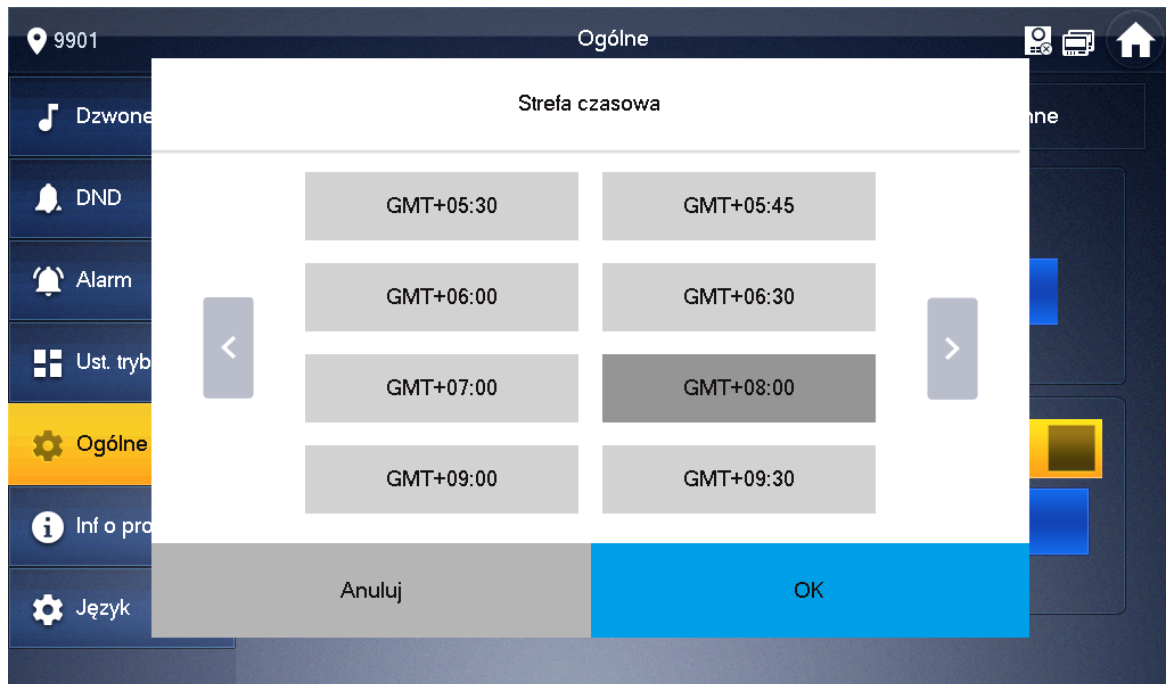 9901
Ogólne
Strefa czasowa
Dzwone
nne
DND
Alarm
Ust. tryb
Ogólne
Inf o pro
Język
GMT+05:30
GMT+05:45
GMT+06:00
GMT+06:30
GMT+07:00
GMT+08:00
GMT+09:00
GMT+09:30
Anuluj
OK